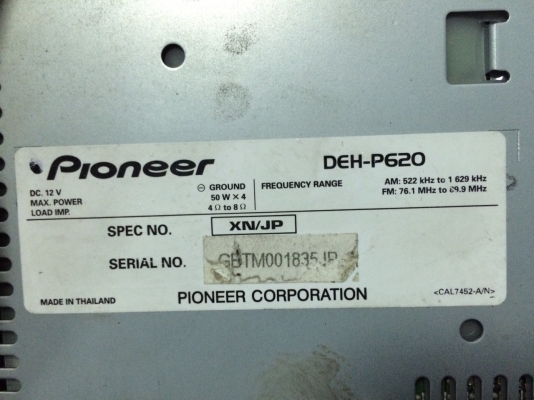 Pioneer DEH-P620
DC. 12 V ⊖ GROUND FREQUENCY RANGE AM: 522 kHz to 1 629 kHz
MAX. POWER 50 W × 4 FM: 76.1 MHz to 89.9 MHz
LOAD IMP. 4 Ω to 8 Ω
SPEC NO. XN/JP
SERIAL NO. GBTM001835JP
MADE IN THAILAND PIONEER CORPORATION <CAL7452-A/N>